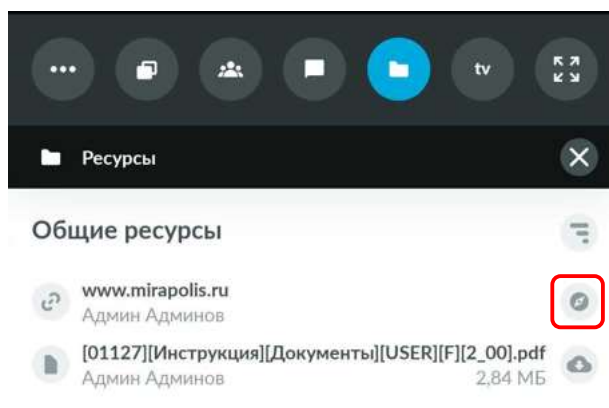 tv
Ресурсы
Общие ресурсы
www.mirapolis.ru
Админ Админов
[01127][Инструкция][Документы][USER][F][2_00].pdf
Админ Админов 2,84 МБ